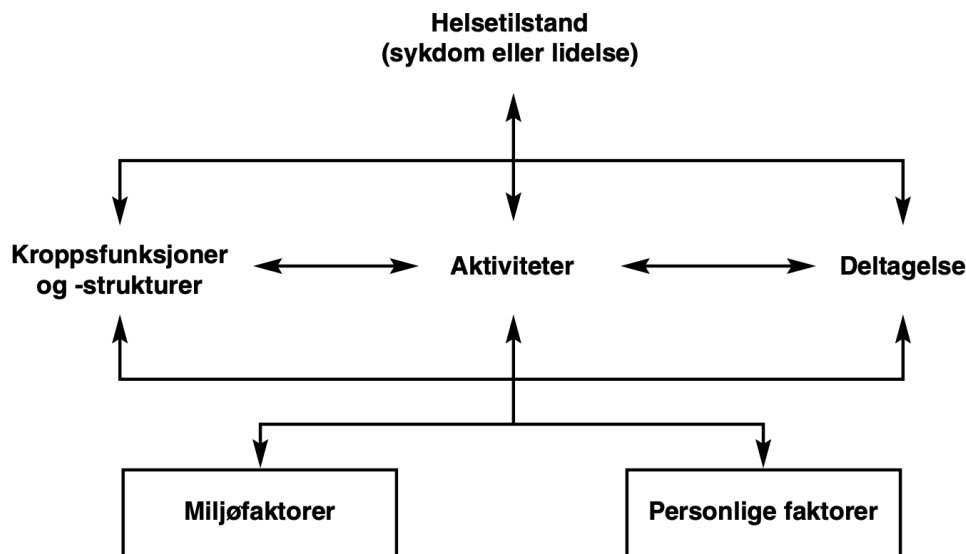 Helsetilstand
(sykdom eller lidelse)
Kroppsfunksjoner
og -strukturer
Aktiviteter
Deltagelse
Miljøfaktorer
Personlige faktorer